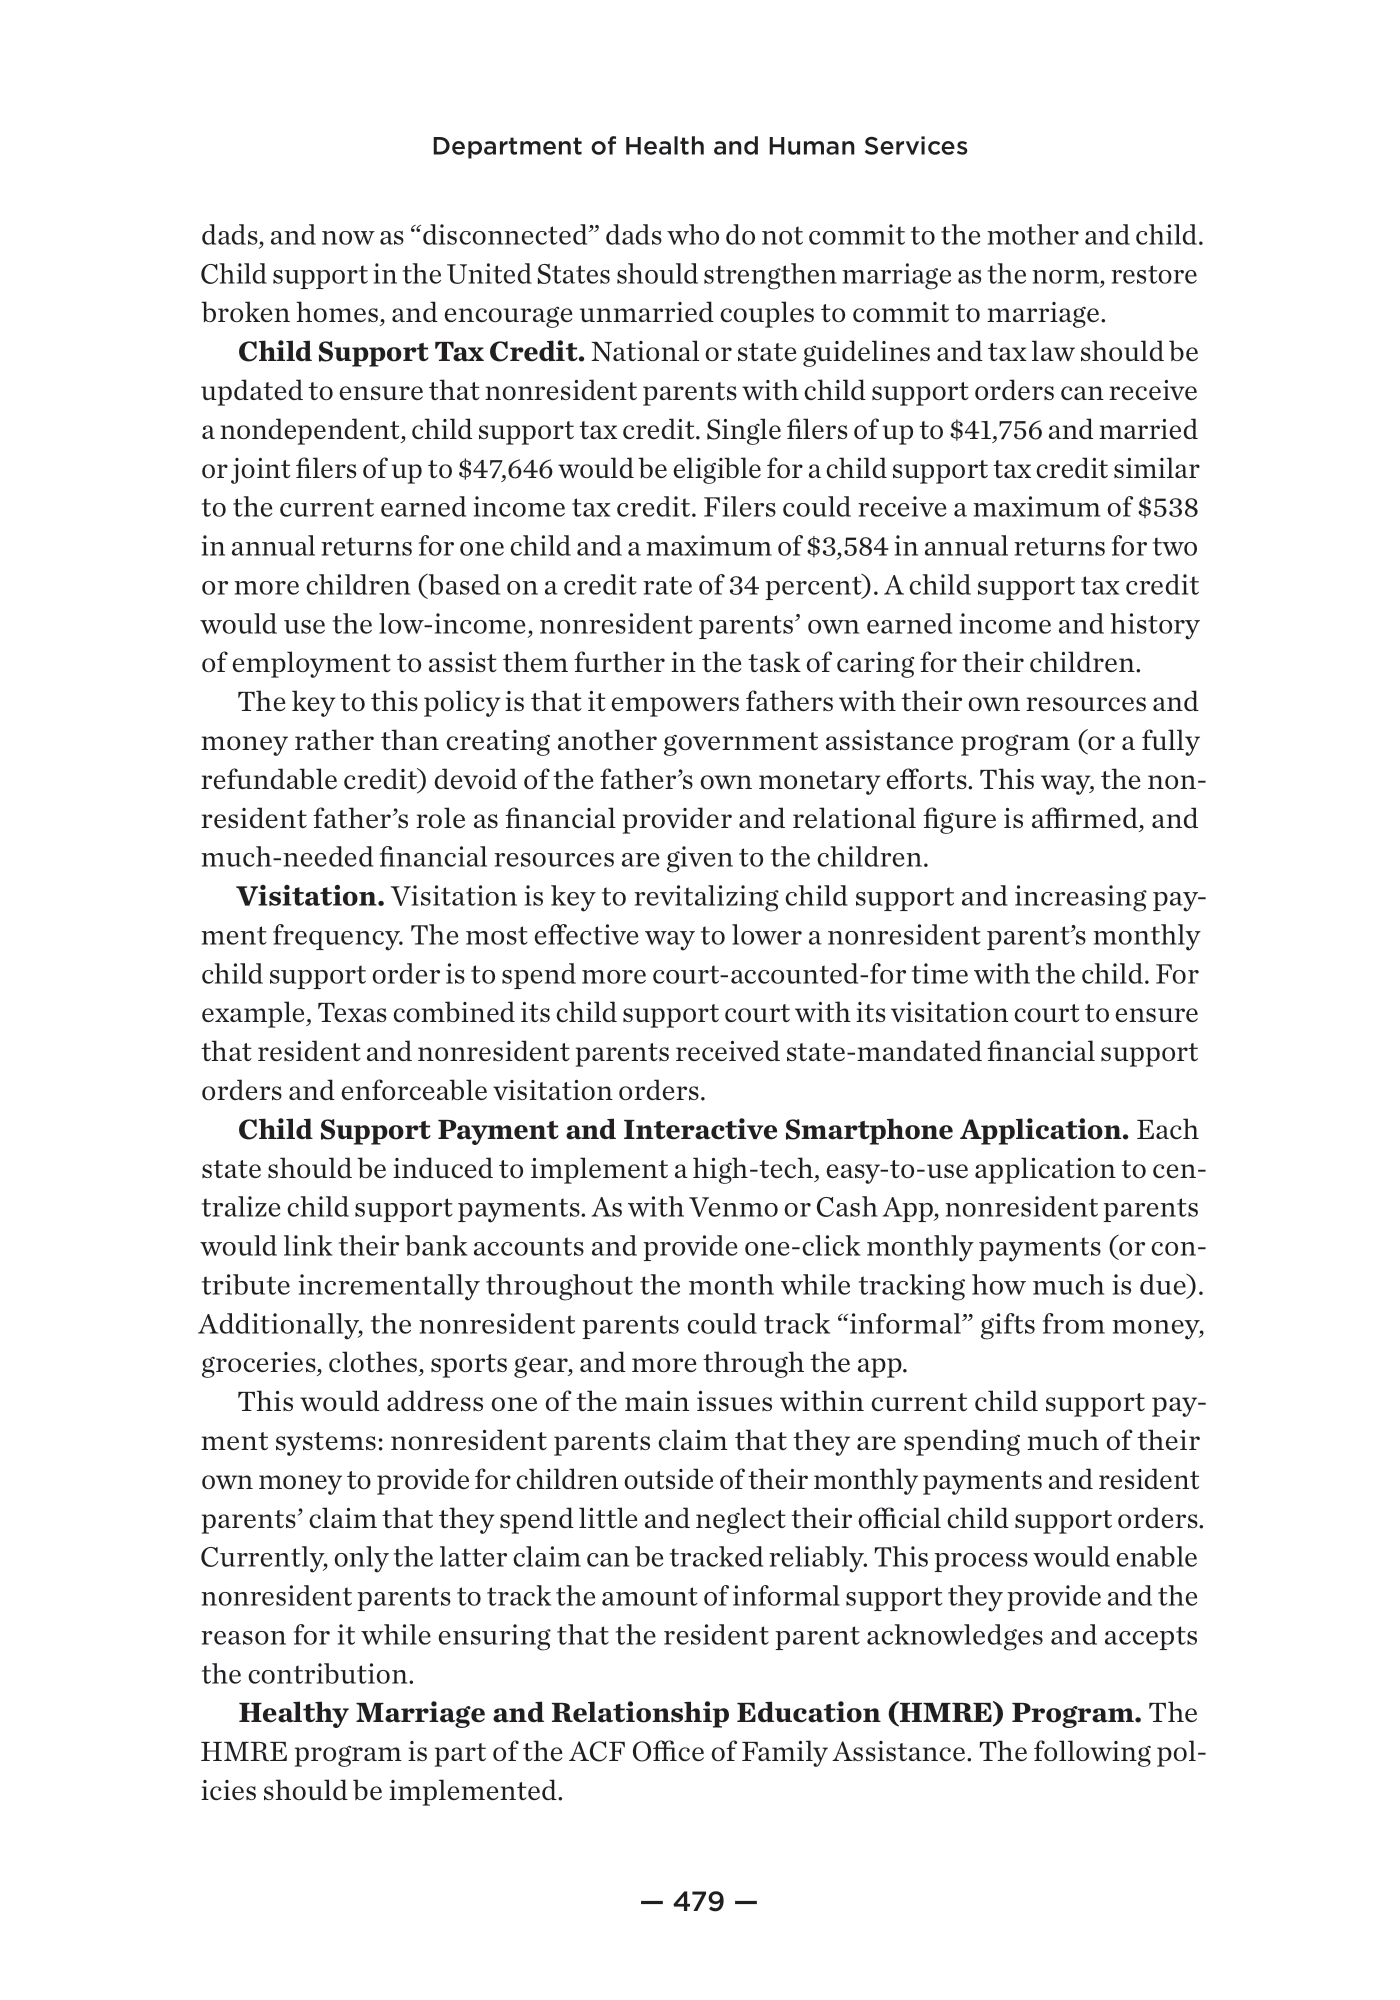 Department of Health and Human Services
dads, and now as “disconnected” dads who do not commit to the mother and child.
Child support in the United States should strengthen marriage as the norm, restore
broken homes, and encourage unmarried couples to commit to marriage.
Child Support Tax Credit. National or state guidelines and tax law should be
updated to ensure that nonresident parents with child support orders can receive
a nondependent, child support tax credit. Single filers of up to $41,756 and married
or joint filers of up to $47,646 would be eligible for a child support tax credit similar
to the current earned income tax credit. Filers could receive a maximum of $538
in annual returns for one child and a maximum of $3,584 in annual returns for two
or more children (based on a credit rate of 34 percent). A child support tax credit
would use the low-income, nonresident parents’ own earned income and history
of employment to assist them further in the task of caring for their children.
The key to this policy is that it empowers fathers with their own resources and
money rather than creating another government assistance program (or a fully
refundable credit) devoid of the father’s own monetary efforts. This way, the non-
resident father’s role as financial provider and relational figure is affirmed, and
much-needed financial resources are given to the children.
Visitation. Visitation is key to revitalizing child support and increasing pay-
ment frequency. The most effective way to lower a nonresident parent’s monthly
child support order is to spend more court-accounted-for time with the child. For
example, Texas combined its child support court with its visitation court to ensure
that resident and nonresident parents received state-mandated financial support
orders and enforceable visitation orders.
Child Support Payment and Interactive Smartphone Application. Each
state should be induced to implement a high-tech, easy-to-use application to cen-
tralize child support payments. As with Venmo or Cash App, nonresident parents
would link their bank accounts and provide one-click monthly payments (or con-
tribute incrementally throughout the month while tracking how much is due).
Additionally, the nonresident parents could track “informal” gifts from money,
groceries, clothes, sports gear, and more through the app.
This would address one of the main issues within current child support pay-
ment systems: nonresident parents claim that they are spending much of their
own money to provide for children outside of their monthly payments and resident
parents’ claim that they spend little and neglect their official child support orders.
Currently, only the latter claim can be tracked reliably. This process would enable
nonresident parents to track the amount of informal support they provide and the
reason for it while ensuring that the resident parent acknowledges and accepts
the contribution.
Healthy Marriage and Relationship Education (HMRE) Program. The
HMRE program is part of the ACF Office of Family Assistance. The following pol-
icies should be implemented.
— 479 —